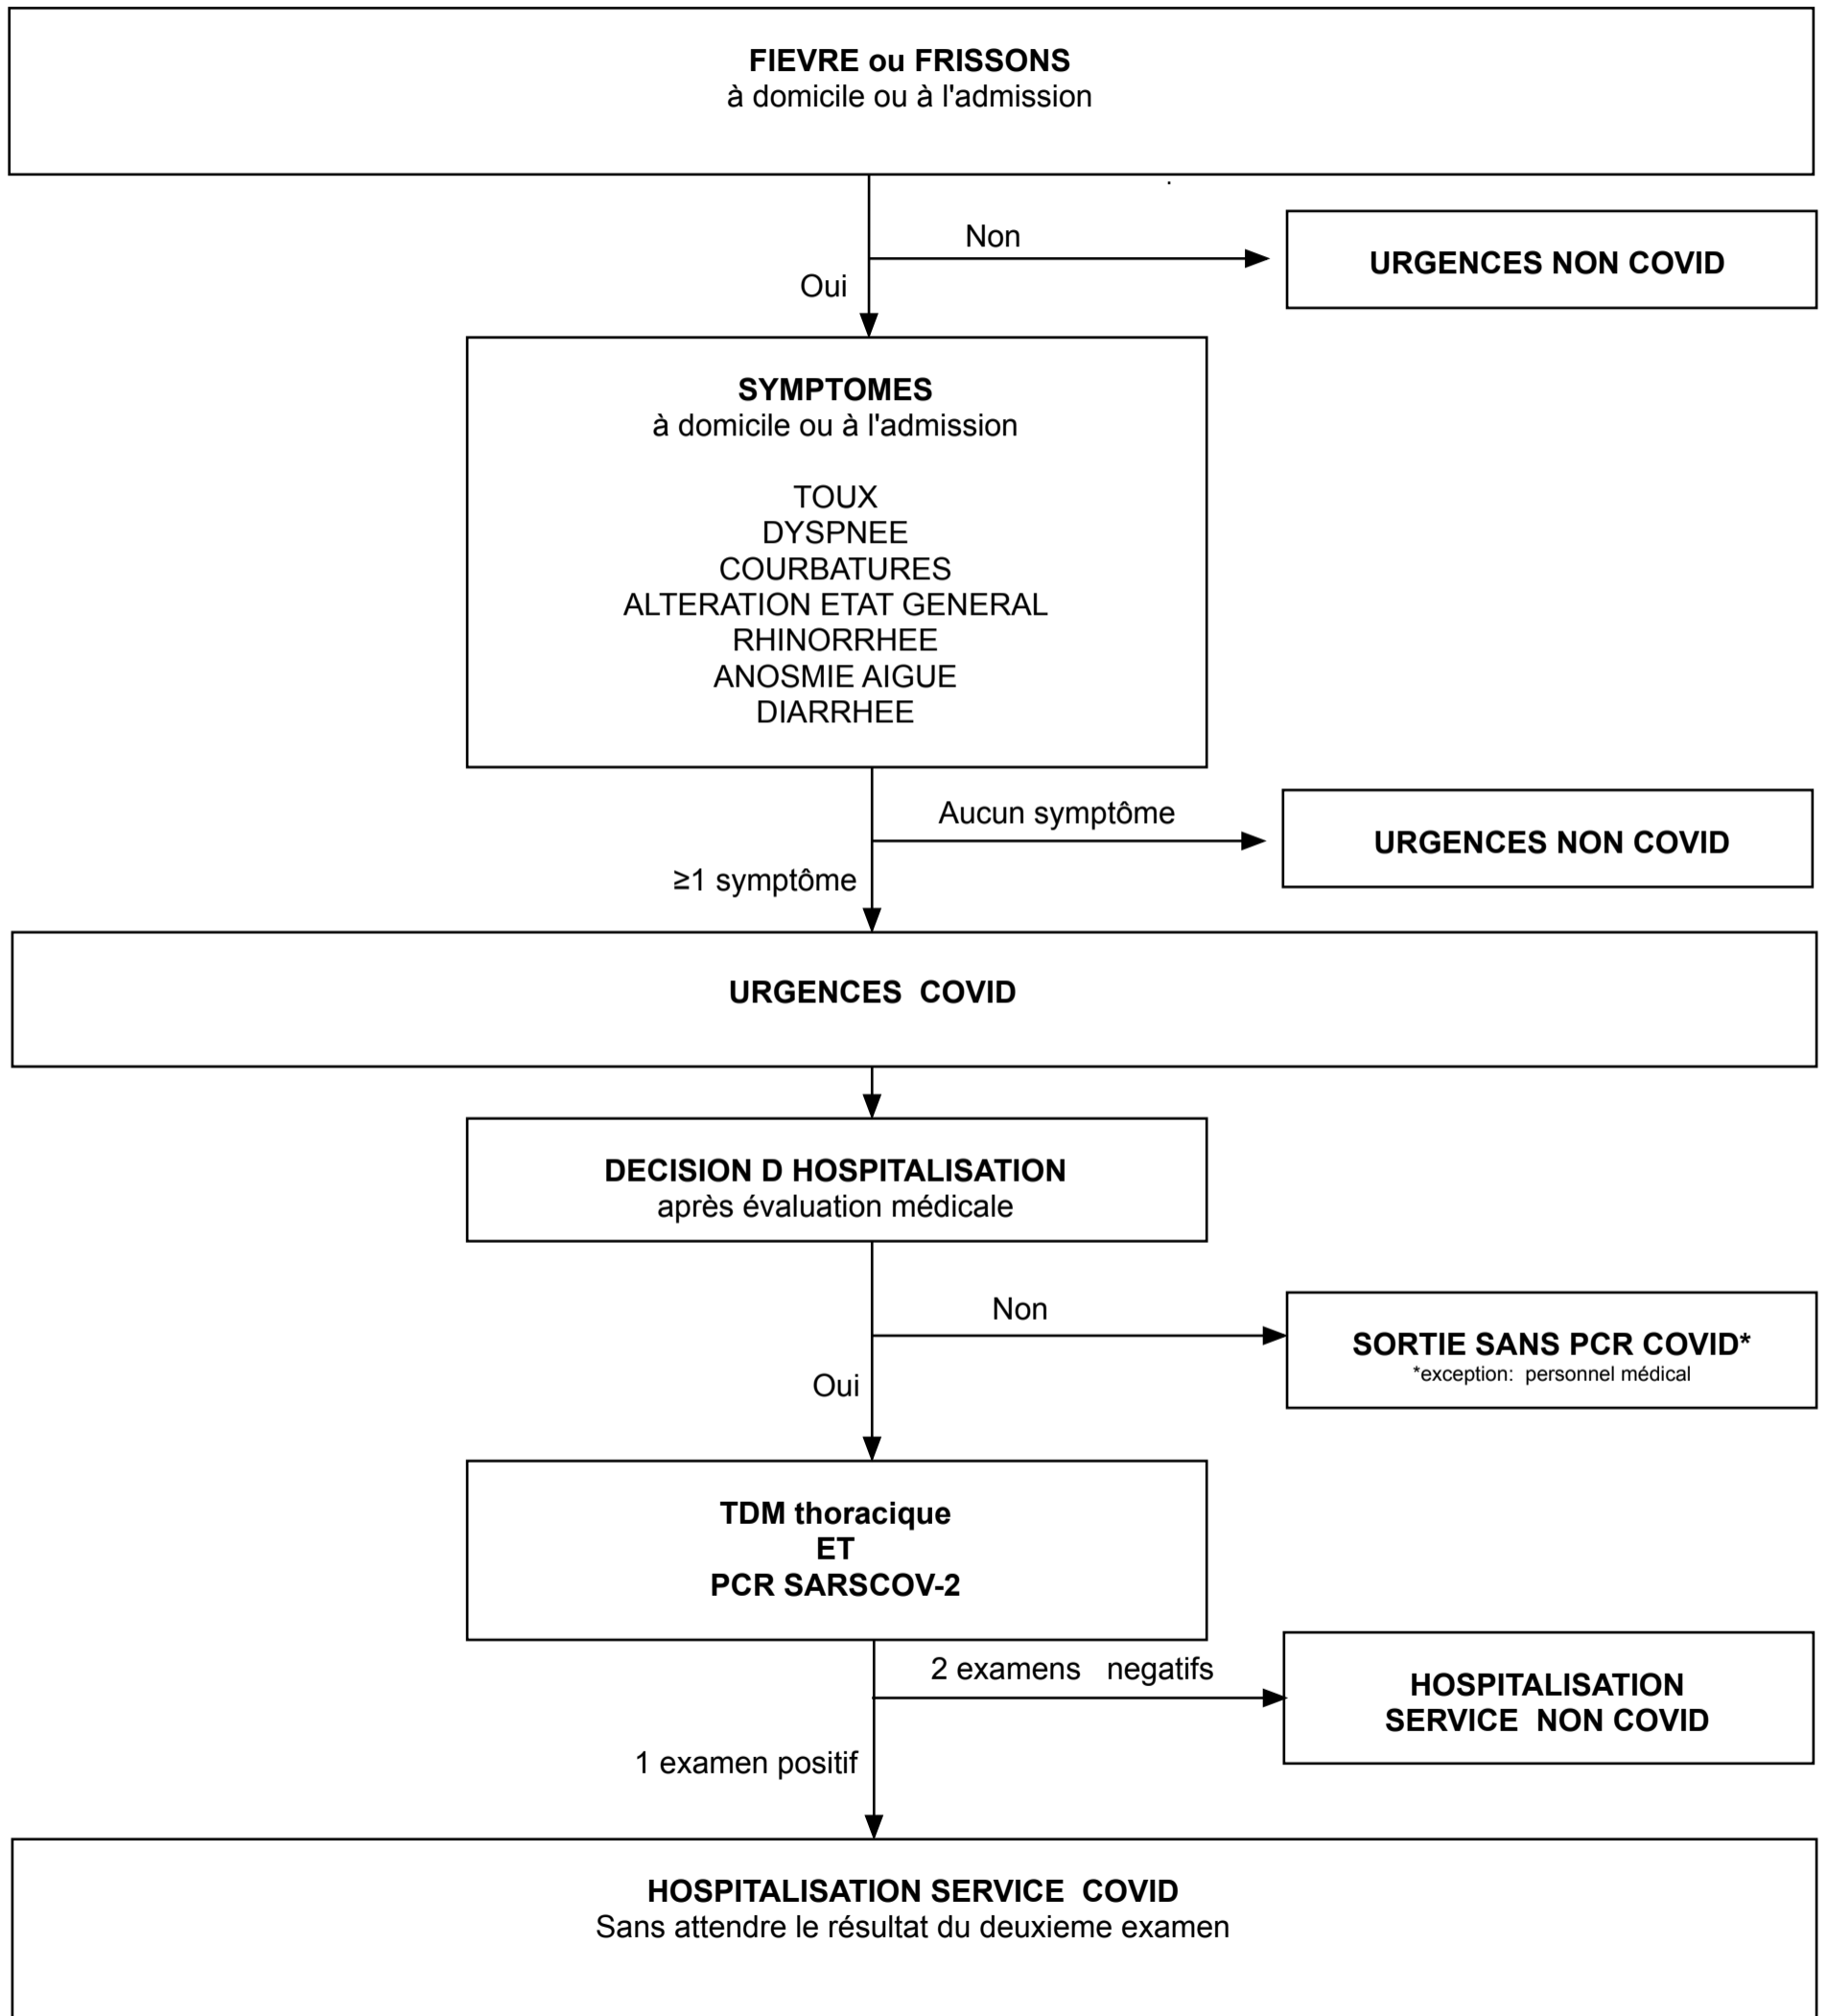 FIEVRE ou FRISSONS
à domicile ou à l'admission
Non
URGENCES NON COVID
Oui
SYMPTOMES
à domicile ou à l'admission
TOUX
DYSPNEE
COURBATURES
ALTERATION ETAT GENERAL
RHINORRHEE
ANOSMIE AIGUE
DIARRHEE
Aucun symptôme
URGENCES NON COVID
≥1 symptôme
URGENCES COVID
DECISION D HOSPITALISATION
après évaluation médicale
Non
SORTIE SANS PCR COVID*
*exception: personnel médical
Oui
TDM thoracique
ET
PCR SARSCOV-2
2 examens negatifs
HOSPITALISATION
SERVICE NON COVID
1 examen positif
HOSPITALISATION SERVICE COVID
Sans attendre le résultat du deuxieme examen